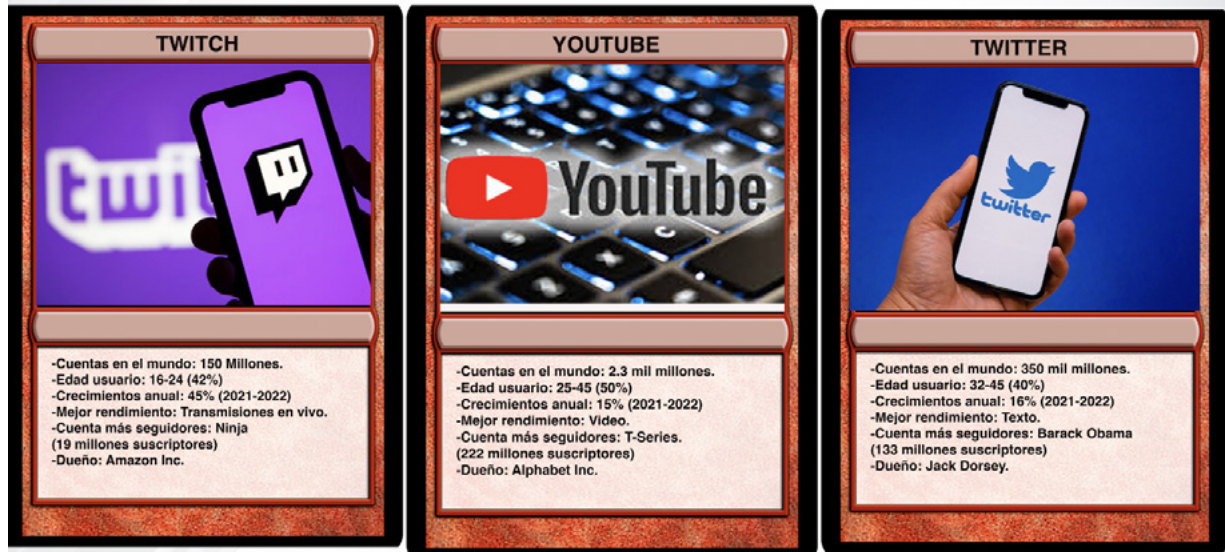 TWITCH
twit
-Cuentas en el mundo: 150 Millones.
-Edad usuario: 16-24 (42%)
-Crecimientos anual: 45% (2021-2022)
-Mejor rendimiento: Transmisiones en vivo.
-Cuenta más seguidores: Ninja
(19 millones suscriptores)
-Dueño: Amazon Inc.
YOUTUBE
YouTube
-Cuentas en el mundo: 2.3 mil millones.
-Edad usuario: 25-45 (50%)
-Crecimientos anual: 15% (2021-2022)
-Mejor rendimiento: Video.
-Cuenta más seguidores: T-Series.
(222 millones suscriptores)
-Dueño: Alphabet Inc.
TWITTER
twitter
-Cuentas en el mundo: 350 mil millones.
-Edad usuario: 32-45 (40%)
-Crecimientos anual: 16% (2021-2022)
-Mejor rendimiento: Texto.
-Cuenta más seguidores: Barack Obama
(133 millones suscriptores)
-Dueño: Jack Dorsey.